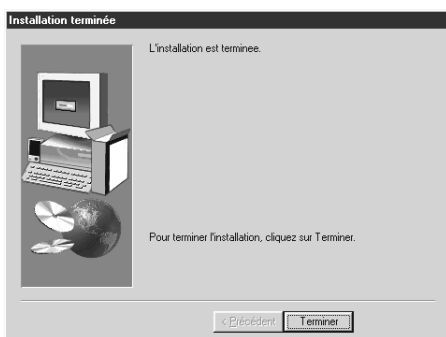 Installation terminée
L'installation est terminee.
Pour terminer l'installation, cliquez sur Terminer.
< Précédent
Terminer